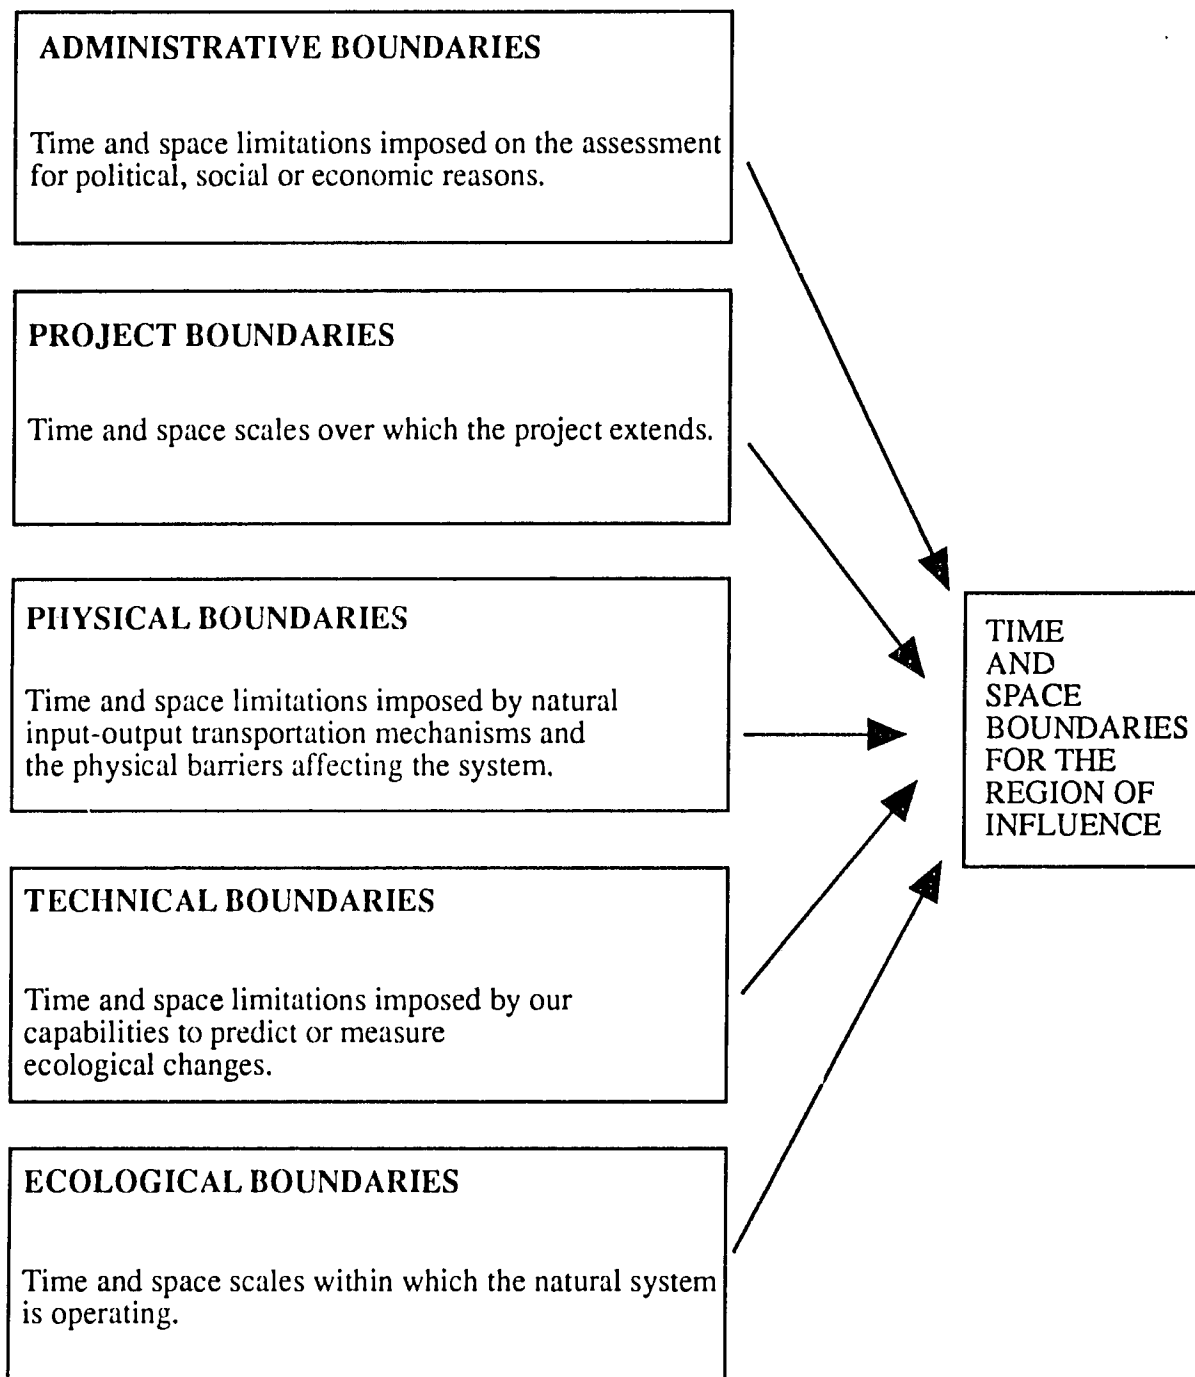 ADMINISTRATIVE BOUNDARIES
Time and space limitations imposed on the assessment
for political, social or economic reasons.
PROJECT BOUNDARIES
Time and space scales over which the project extends.
PHYSICAL BOUNDARIES
Time and space limitations imposed by natural
input-output transportation mechanisms and
the physical barriers affecting the system.
TECHNICAL BOUNDARIES
Time and space limitations imposed by our
capabilities to predict or measure
ecological changes.
ECOLOGICAL BOUNDARIES
Time and space scales within which the natural system
is operating.
TIME
AND
SPACE
BOUNDARIES
FOR THE
REGION OF
INFLUENCE